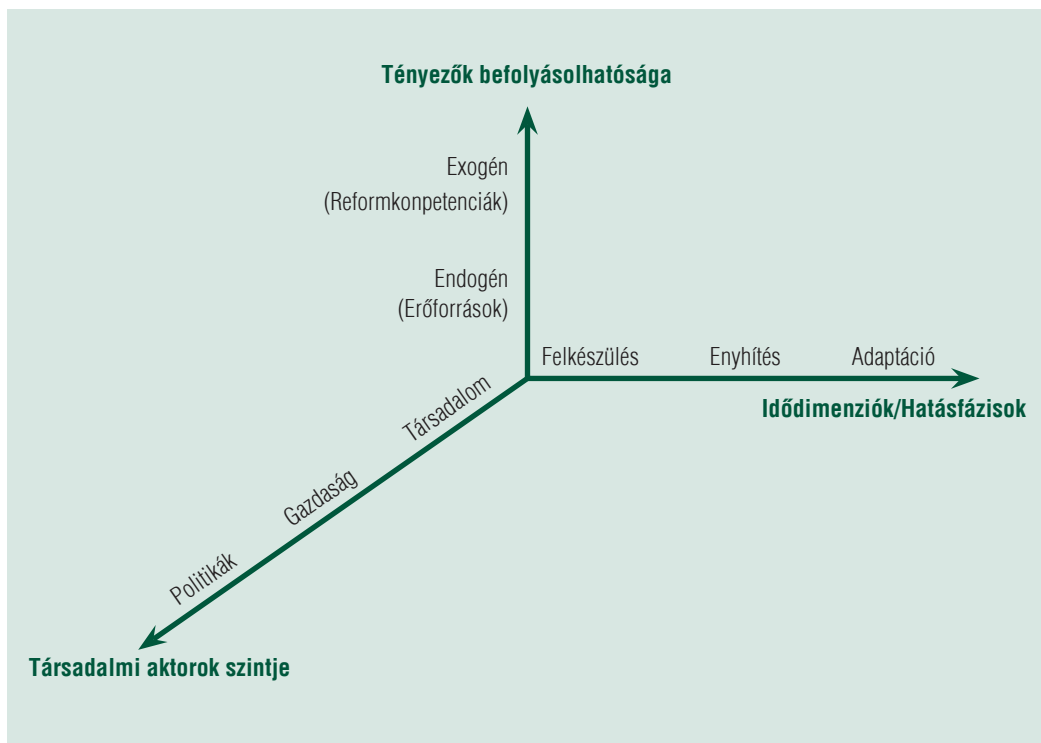 Tényezők befolyásolhatósága
Exogén
(Reformkonpetenciák)
Endogén
(Erőforrások)
Felkészülés
Enyhítés
Adaptáció
Idődimenziók/Hatásfázisok
Társadalom
Gazdaság
Politikák
Társadalmi aktorok szintje